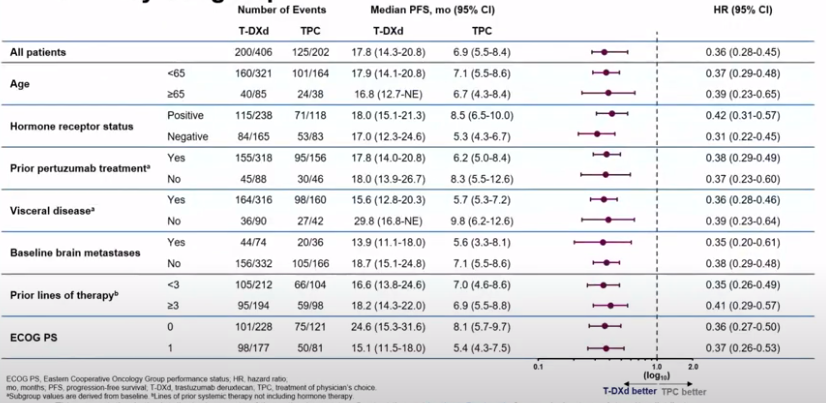 Number of Events Median PFS, mo (95% CI) HR (95% CI)
T-DXd TPC T-DXd TPC
All patients 200/406 125/202 17.8 (14.3-20.8) 6.9 (5.5-8.4) 0.36 (0.28-0.45)
Age
<65 160/321 101/164 17.9 (14.1-20.8) 7.1 (5.5-8.6) 0.37 (0.29-0.48)
≥65 40/85 24/38 16.8 (12.7-NE) 6.7 (4.3-8.4) 0.39 (0.23-0.65)
Hormone receptor status
Positive 115/238 71/118 18.0 (15.1-21.3) 8.5 (6.5-10.0) 0.42 (0.31-0.57)
Negative 84/165 53/83 17.0 (12.3-24.6) 5.3 (4.3-6.7) 0.31 (0.22-0.45)
Prior pertuzumab treatmentᵃ
Yes 155/318 95/156 17.8 (14.0-20.8) 6.2 (5.0-8.4) 0.38 (0.29-0.49)
No 45/88 30/46 18.0 (13.9-26.7) 8.3 (5.5-12.6) 0.37 (0.23-0.60)
Visceral diseaseᵃ
Yes 164/316 98/160 15.6 (12.8-20.3) 5.7 (5.3-7.2) 0.36 (0.28-0.46)
No 36/90 27/42 29.8 (16.8-NE) 9.8 (6.2-12.6) 0.39 (0.23-0.64)
Baseline brain metastases
Yes 44/74 20/36 13.9 (11.1-18.0) 5.6 (3.3-8.1) 0.35 (0.20-0.61)
No 156/332 105/166 18.7 (15.1-24.8) 7.1 (5.5-8.6) 0.38 (0.29-0.48)
Prior lines of therapyᵇ
<3 105/212 66/104 16.6 (13.8-24.6) 7.0 (4.6-8.6) 0.35 (0.26-0.49)
≥3 95/194 59/98 18.2 (14.3-22.0) 6.9 (5.5-8.8) 0.41 (0.29-0.57)
ECOG PS
0 101/228 75/121 24.6 (15.3-31.6) 8.1 (5.7-9.7) 0.36 (0.27-0.50)
1 98/177 50/81 15.1 (11.5-18.0) 5.4 (4.3-7.5) 0.37 (0.26-0.53)
0.1 1.0 2.0
(log₁₀)
T-DXd better TPC better
ECOG PS, Eastern Cooperative Oncology Group performance status; HR, hazard ratio;
mo, months; PFS, progression-free survival; T-DXd, trastuzumab deruxtecan; TPC, treatment of physician's choice.
ᵃSubgroup values are derived from baseline ᵇLines of prior systemic therapy not including hormone therapy.